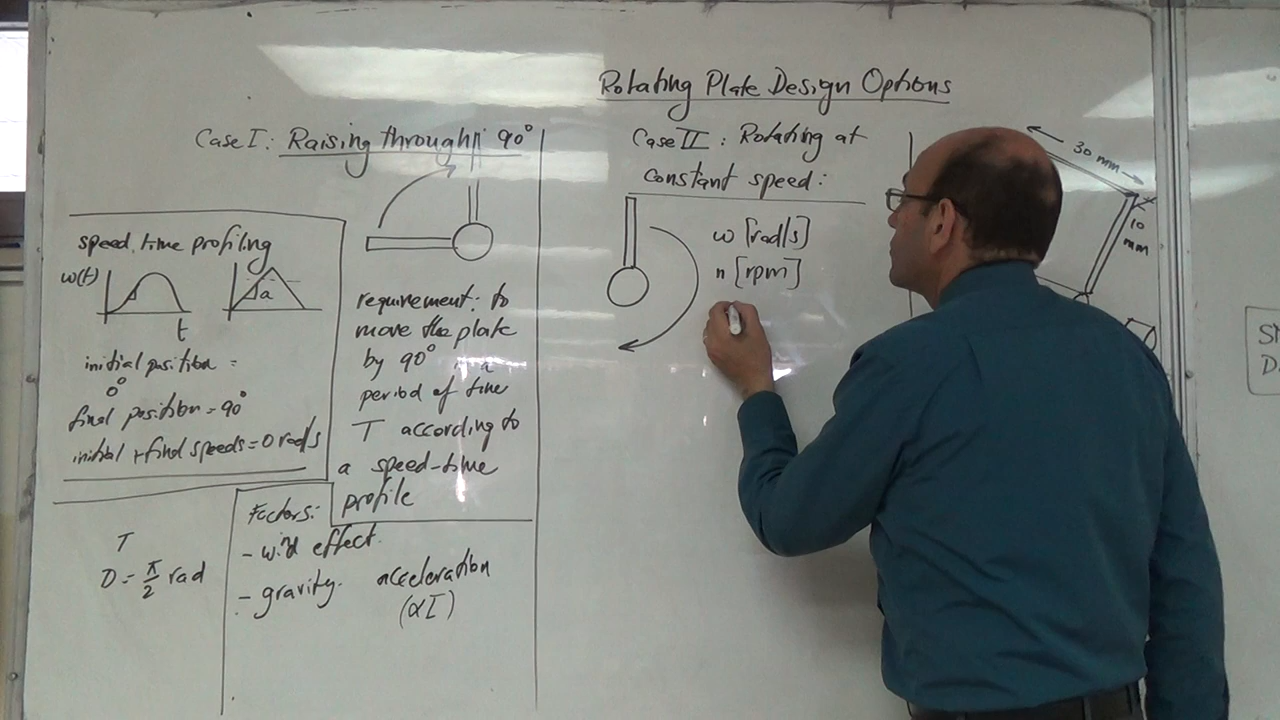 Rotating Plate Design Options
Case I: Raising through 90°
speed time profiling
ω(t)
t
a
initial position =
0°
final position = 90°
initial + final speeds = 0 rad/s
requirement: to
move the plate
by 90° in a
period of time
T according to
a speed-time
profile
T
D = π/2 rad
Factors:
- wind effect.
- gravity. acceleration
(αI)
Case II: Rotating at
constant speed:
ω [rad/s]
n [rpm]
30 mm
10
mm